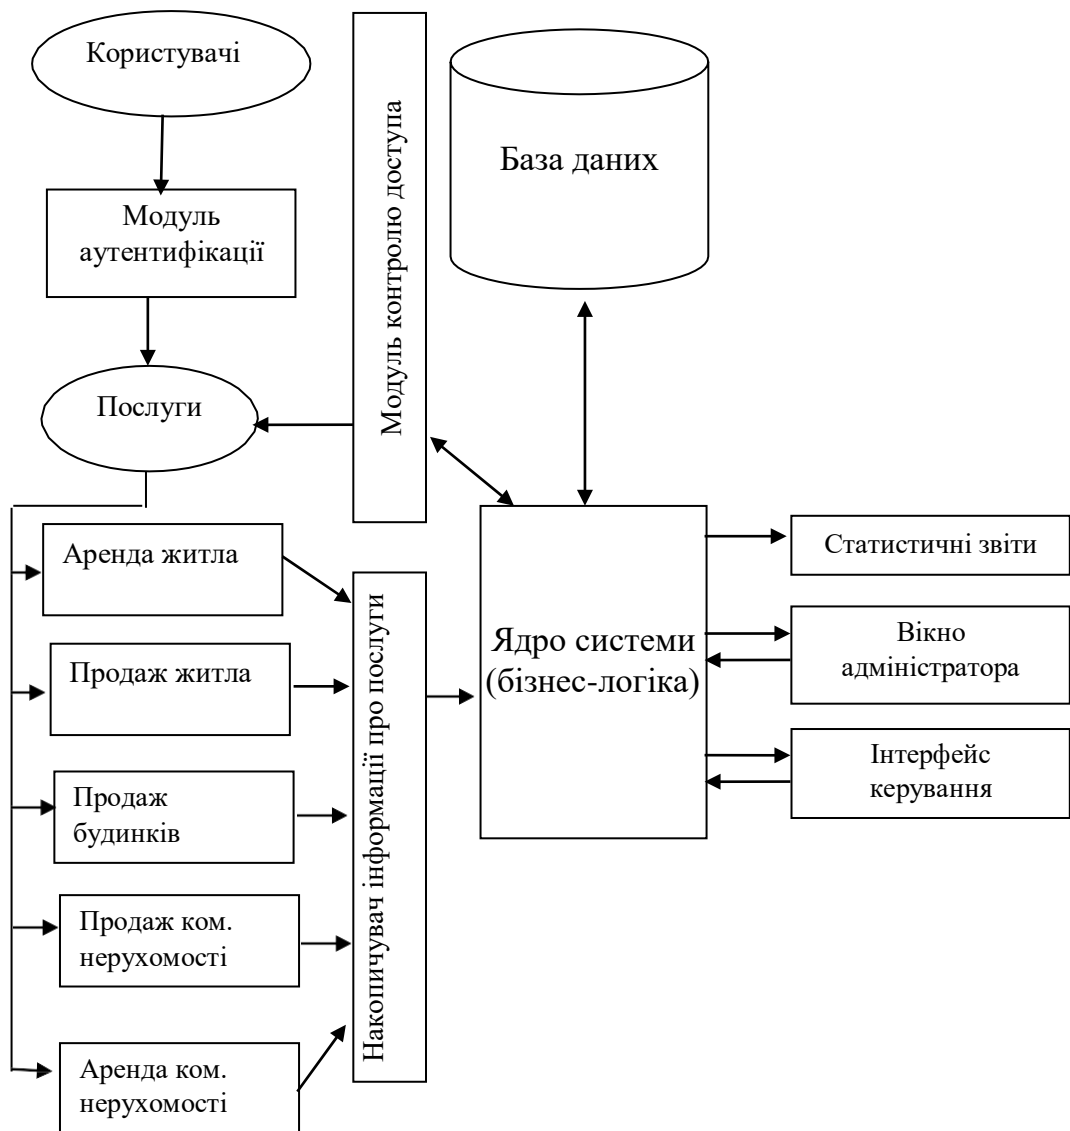 Користувачі
Модуль
аутентифікації
Послуги
Модуль контролю доступа
База даних
Аренда житла
Продаж житла
Продаж
будинків
Продаж ком.
нерухомості
Аренда ком.
нерухомості
Накопичувач інформації про послуги
Ядро системи
(бізнес-логіка)
Статистичні звіти
Вікно
адміністратора
Інтерфейс
керування